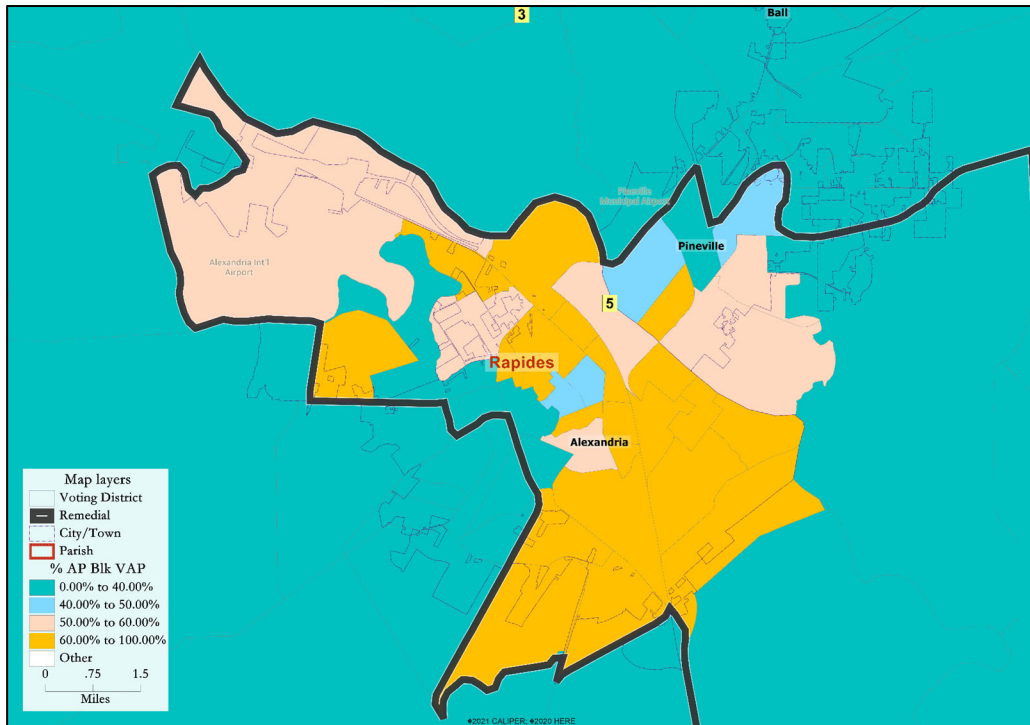 3
Ball
Pineville
Municipal Airport
Pineville
Alexandria Int'l
Airport
5
Rapides
Alexandria
Map layers
Voting District
Remedial
City/Town
Parish
% AP Blk VAP
0.00% to 40.00%
40.00% to 50.00%
50.00% to 60.00%
60.00% to 100.00%
Other
0 .75 1.5
Miles
�2021 CALIPER; �2020 HERE